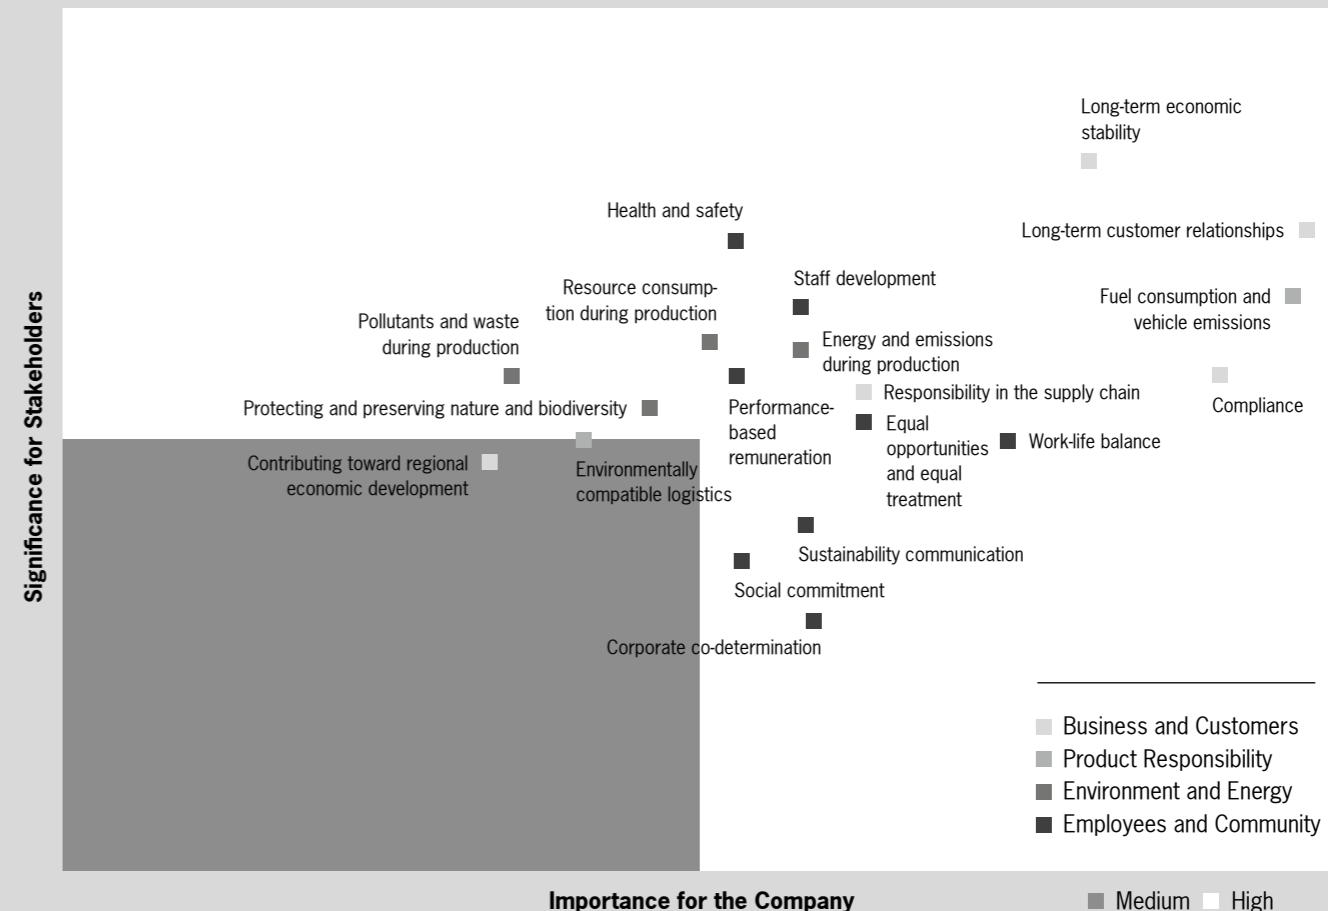 Significance for Stakeholders
Long-term economic
stability
Health and safety
Long-term customer relationships
Staff development
Resource consump-
tion during production
Fuel consumption and
vehicle emissions
Pollutants and waste
during production
Energy and emissions
during production
Responsibility in the supply chain
Compliance
Protecting and preserving nature and biodiversity
Performance-
based
remuneration
Equal
opportunities
and equal
treatment
Work-life balance
Contributing toward regional
economic development
Environmentally
compatible logistics
Sustainability communication
Social commitment
Corporate co-determination
Business and Customers
Product Responsibility
Environment and Energy
Employees and Community
Importance for the Company
Medium High